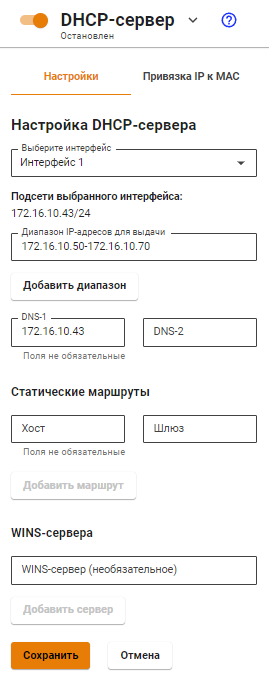 DHCP-сервер
Остановлен
Настройки
Привязка IP к MAC
Настройка DHCP-сервера
Выберите интерфейс
Интерфейс 1
Подсети выбранного интерфейса:
172.16.10.43/24
Диапазон IP-адресов для выдачи
172.16.10.50-172.16.10.70
Добавить диапазон
DNS-1
172.16.10.43
DNS-2
Поля не обязательные
Статические маршруты
Хост
Шлюз
Поля не обязательные
Добавить маршрут
WINS-сервера
WINS-сервер (необязательное)
Добавить сервер
Сохранить
Отмена